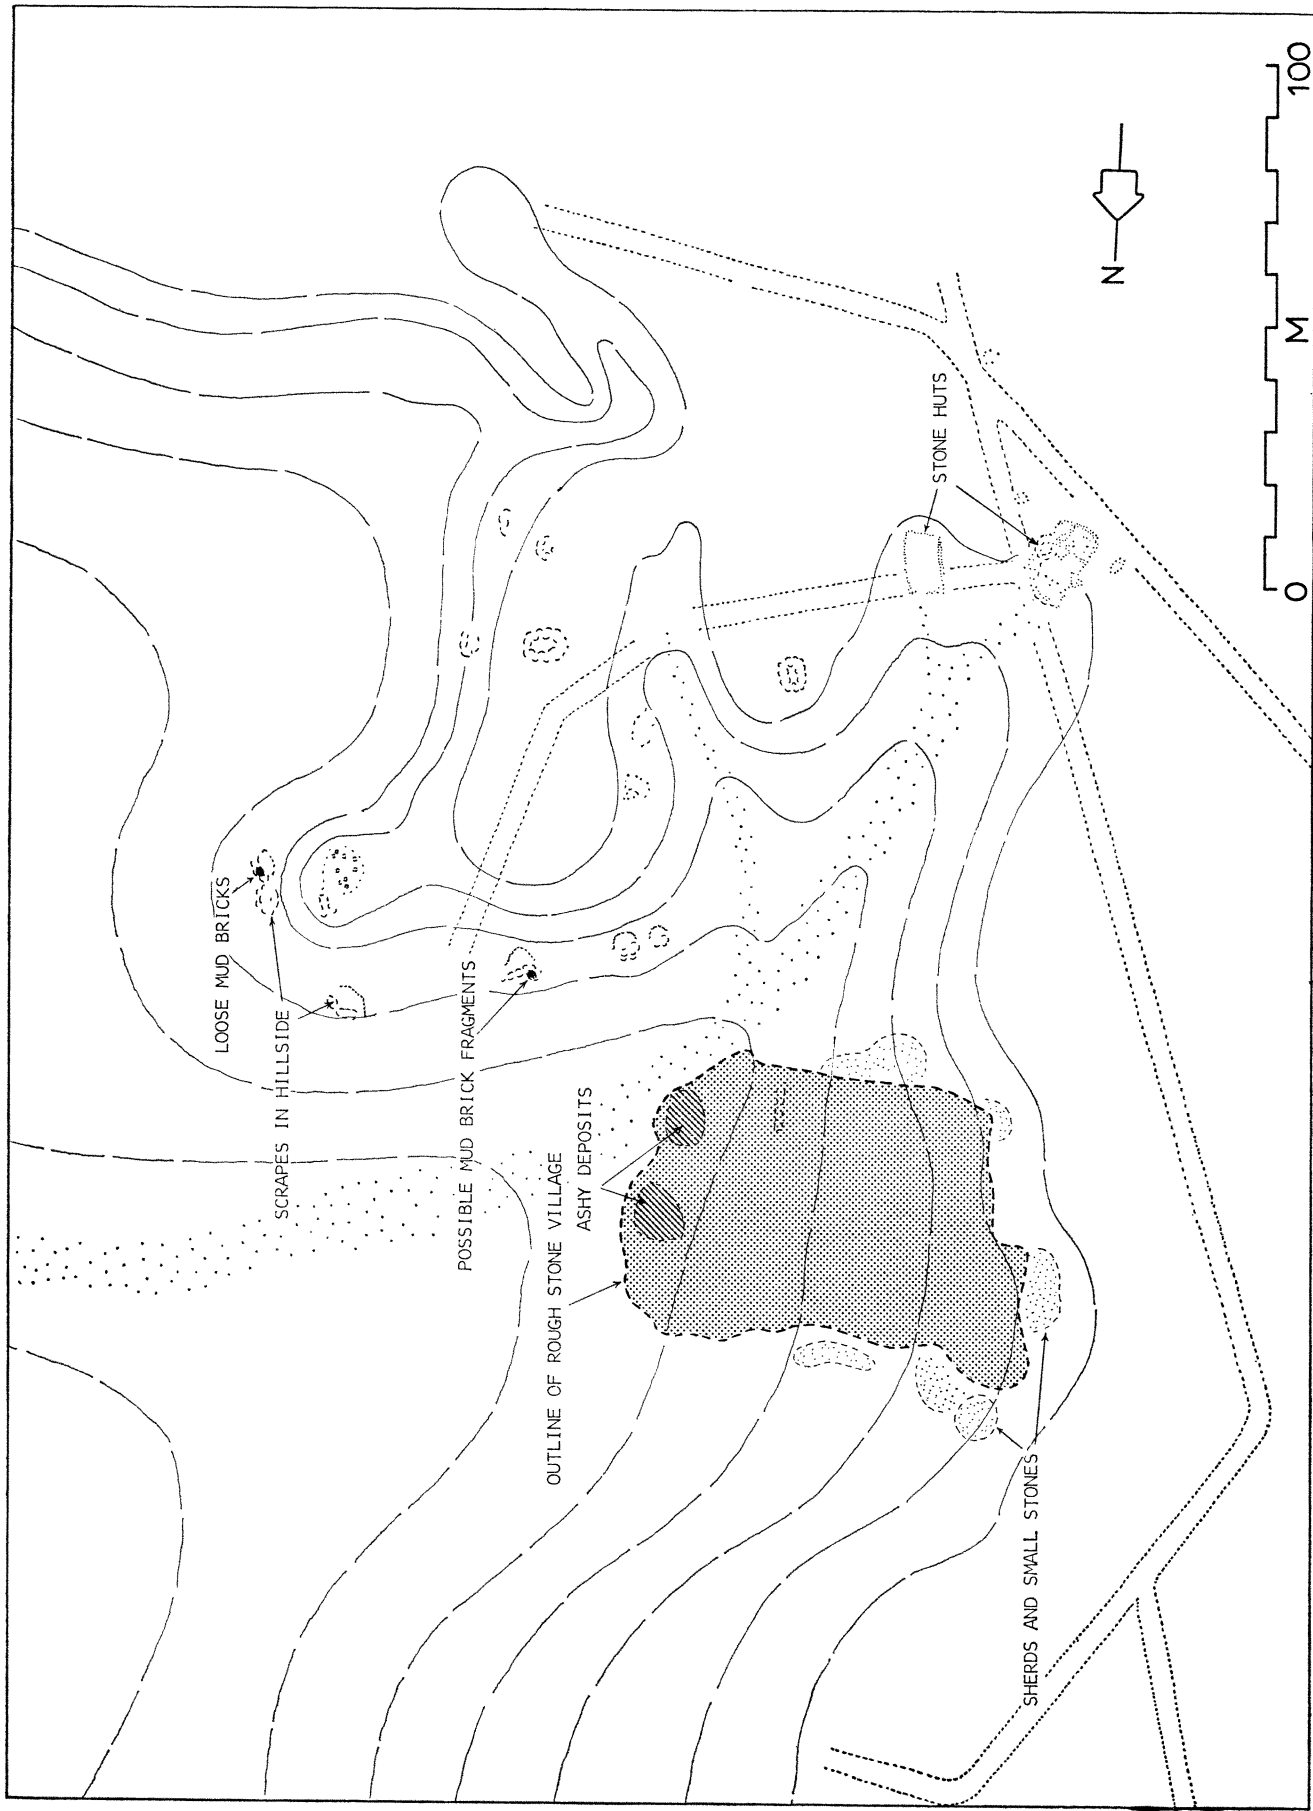 LOOSE MUD BRICKS
SCRAPES IN HILLSIDE
POSSIBLE MUD BRICK FRAGMENTS
OUTLINE OF ROUGH STONE VILLAGE
ASHY DEPOSITS
STONE HUTS
SHERDS AND SMALL STONES
N
0
M
100